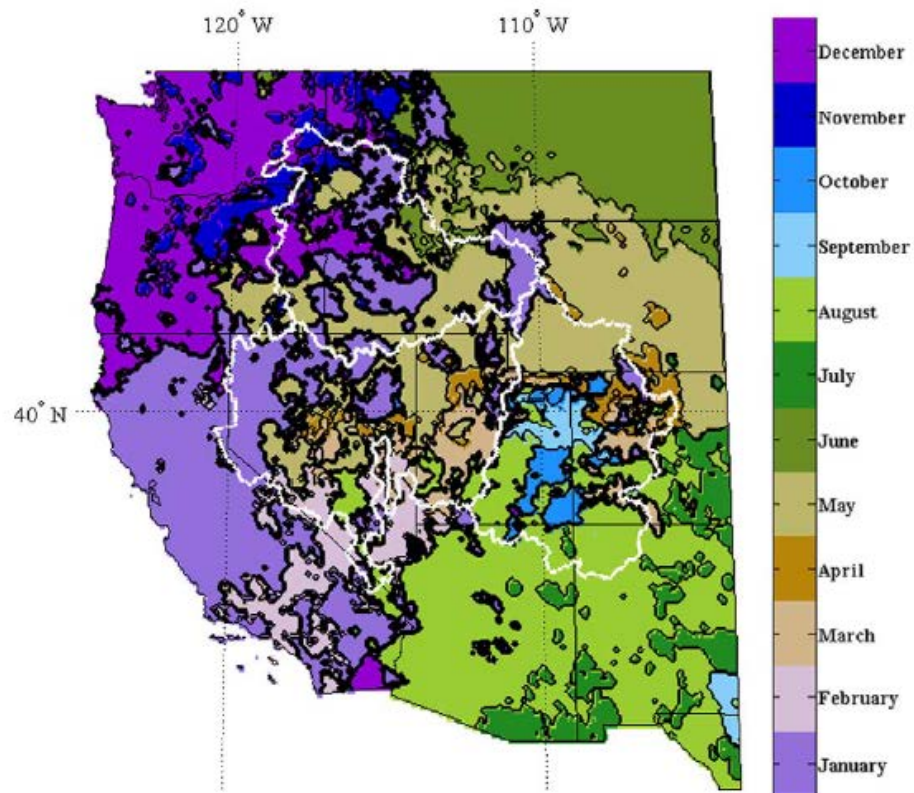 120° W
110° W
40° N
December
November
October
September
August
July
June
May
April
March
February
January